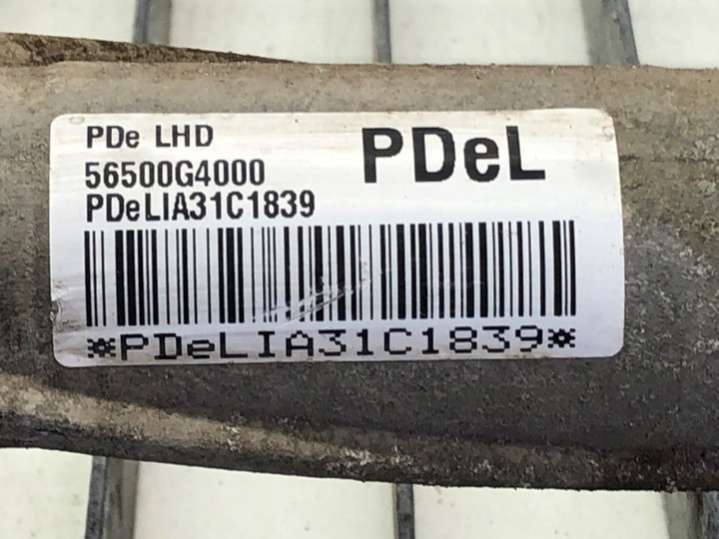 PDe LHD
PDeL
56500G4000
PDeLIA31C1839
*PDeLIA31C1839*